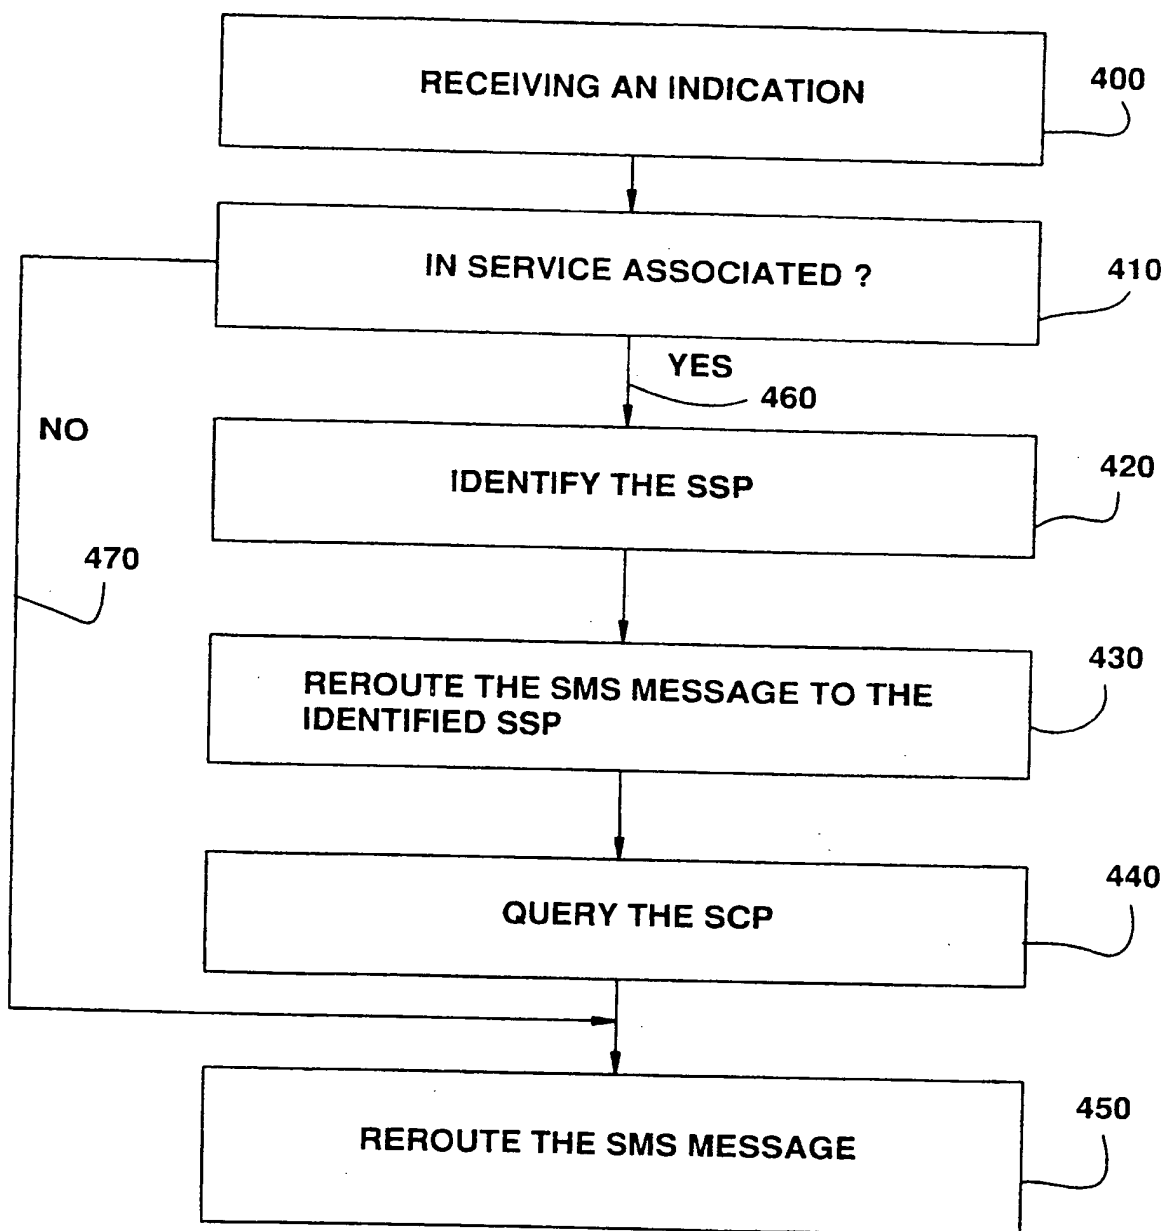 RECEIVING AN INDICATION
400
IN SERVICE ASSOCIATED ?
410
YES
460
NO
IDENTIFY THE SSP
420
470
REROUTE THE SMS MESSAGE TO THE
IDENTIFIED SSP
430
QUERY THE SCP
440
REROUTE THE SMS MESSAGE
450